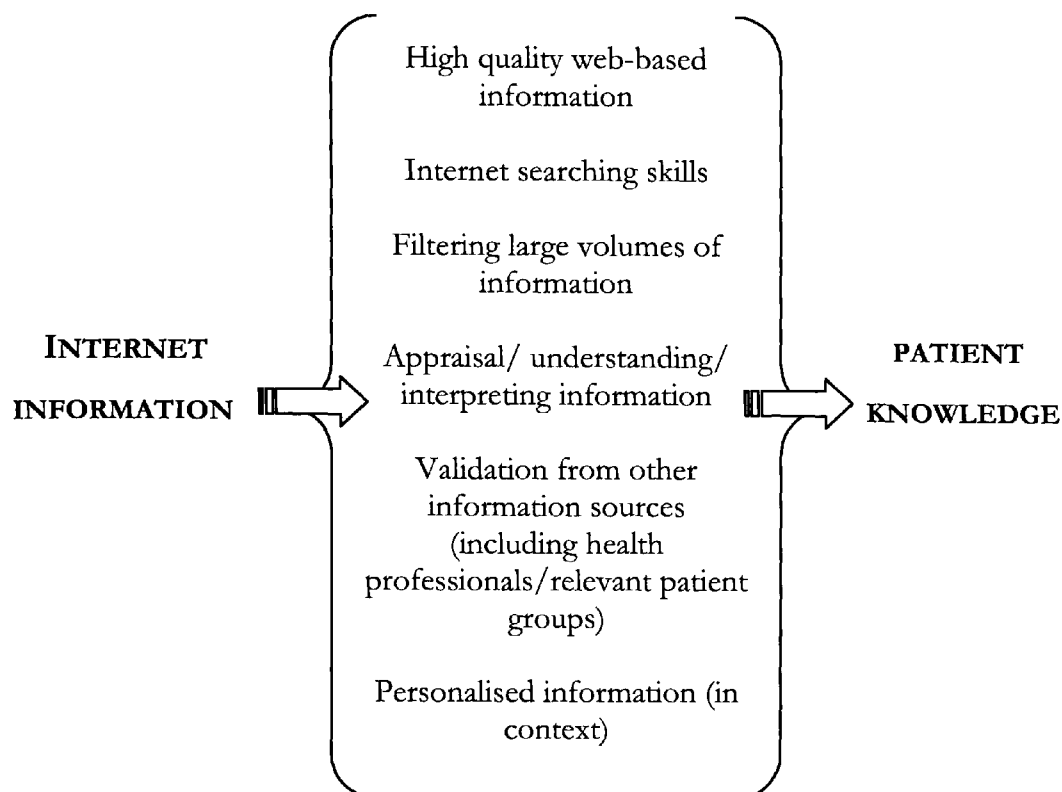 High quality web-based
information
Internet searching skills
Filtering large volumes of
information
INTERNET
INFORMATION
Appraisal/ understanding/
interpreting information
PATIENT
KNOWLEDGE
Validation from other
information sources
(including health
professionals/relevant patient
groups)
Personalised information (in
context)